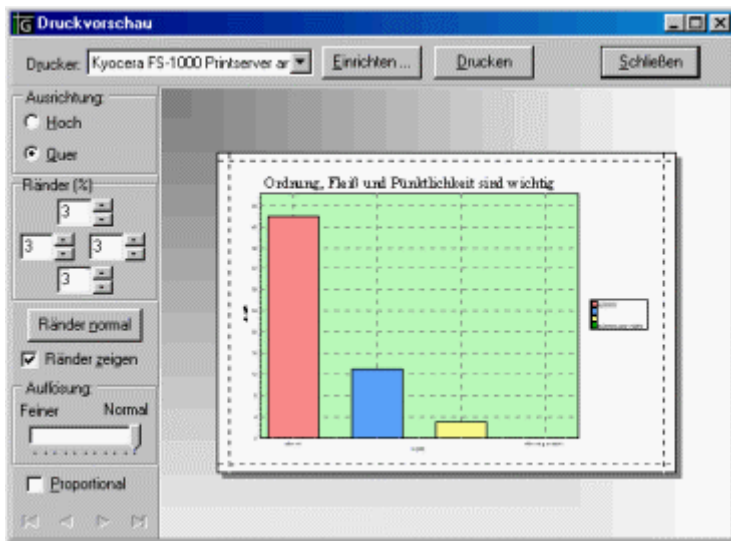 Druckvorschau
Drucker: Kyocera FS-1000 Printserver ar
Einrichten ...
Drucken
Schließen
Ausrichtung:
Hoch
Quer
Ränder (%)
3
3 3
3
Ränder normal
Ränder zeigen
Auflösung:
Feiner Normal
Proportional
Ordnung, Fleiß und Pünktlichkeit sind wichtig